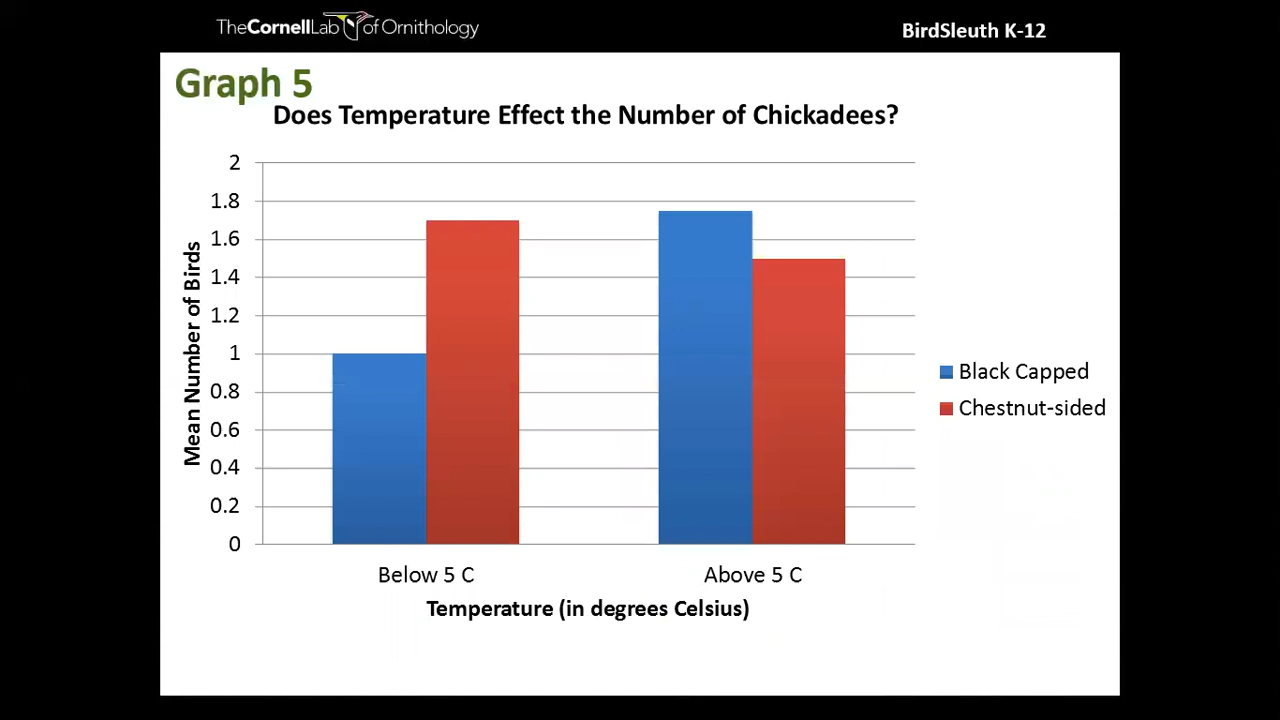 TheCornellLab of Ornithology
BirdSleuth K-12
Graph 5
Does Temperature Effect the Number of Chickadees?
2
1.8
1.6
1.4
1.2
1
0.8
0.6
0.4
0.2
0
Mean Number of Birds
Below 5 C
Above 5 C
Temperature (in degrees Celsius)
Black Capped
Chestnut-sided